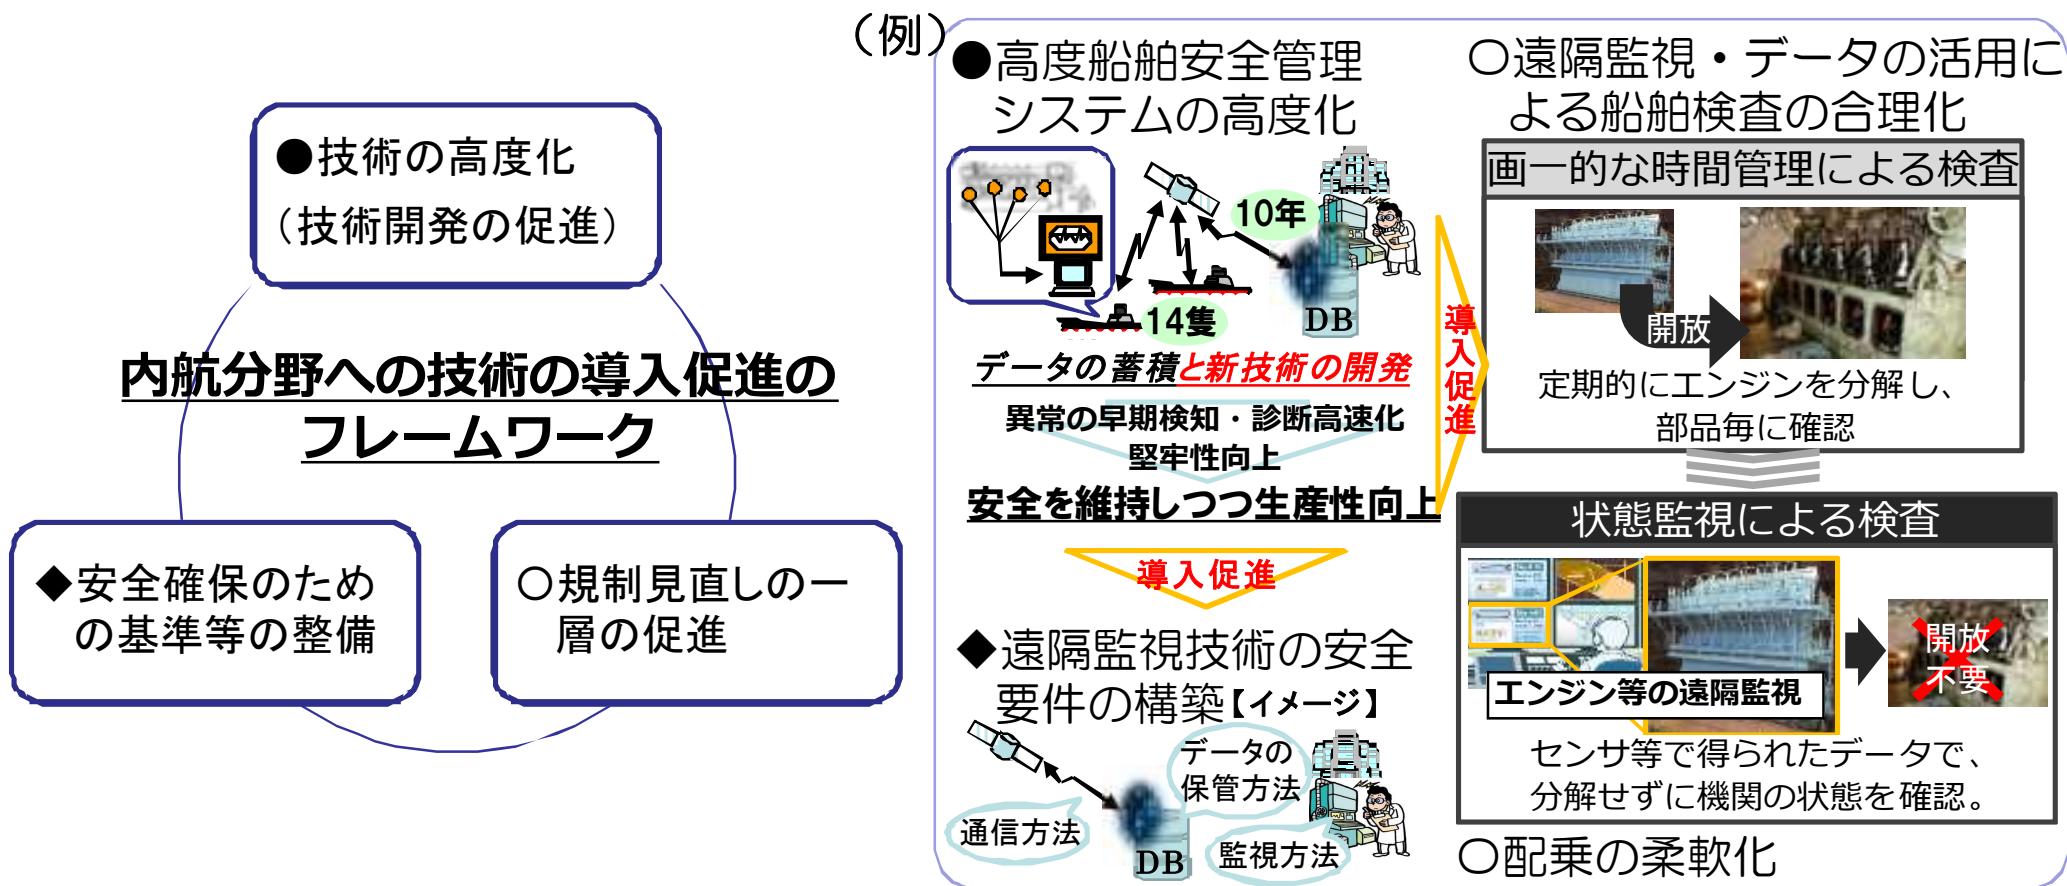 ●技術の高度化
（技術開発の促進）
内航分野への技術の導入促進の
フレームワーク
◆安全確保のため
の基準等の整備
〇規制見直しの一
層の促進
（例）
●高度船舶安全管理
システムの高度化
10年
14隻
DB
データの蓄積と新技術の開発
異常の早期検知・診断高速化
堅牢性向上
安全を維持しつつ生産性向上
導入促進
導入促進
◆遠隔監視技術の安全
要件の構築【イメージ】
データの
保管方法
通信方法
DB
監視方法
〇遠隔監視・データの活用に
よる船舶検査の合理化
画一的な時間管理による検査
開放
定期的にエンジンを分解し、
部品毎に確認
状態監視による検査
開放
不要
エンジン等の遠隔監視
センサ等で得られたデータで、
分解せずに機関の状態を確認。
〇配乗の柔軟化